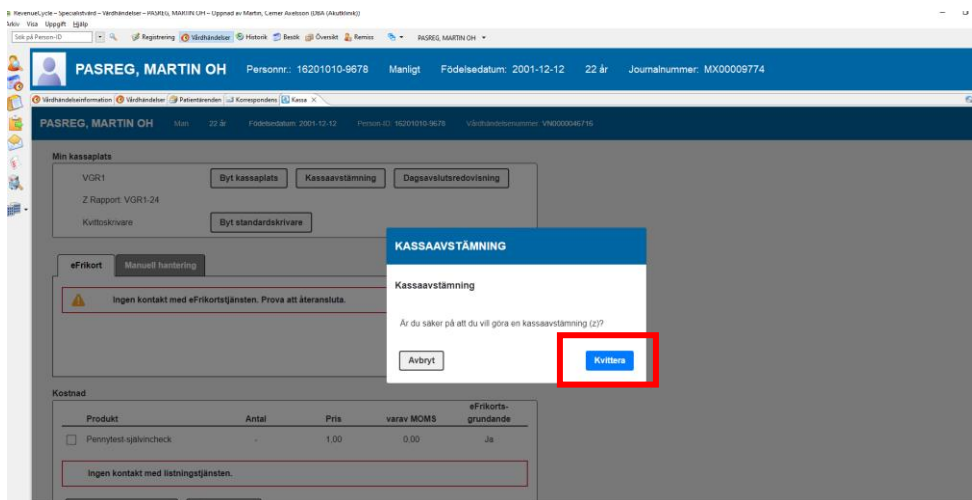 RevenueCycle - Specialistvård - Vårdhändelser - PASREG, MARTIN OH - Öppnad av Martin, Cerner Axelsson (DBA (Akutklinik))
Arkiv Visa Uppgift Hjälp
Sök på Person-ID Registrering Vårdhändelser Historik Besök Översikt Remiss PASREG, MARTIN OH
PASREG, MARTIN OH Personnr.: 16201010-9678 Manligt Födelsedatum: 2001-12-12 22 år Journalnummer: MX00009774
Vårdhändelseinformation Vårdhändelser Patientärenden Korrespondens Kassa
PASREG, MARTIN OH Man 22 år Födelsedatum: 2001-12-12 Person-ID: 16201010-9678 Vårdhändelsenummer: VN0000046716
Min kassaplats
VGR1 Byt kassaplats Kassaavstämning Dagsavslutsredovisning
Z Rapport: VGR1-24
Kvittoskrivare Byt standardskrivare
KASSAAVSTÄMNING
Kassaavstämning
Är du säker på att du vill göra en kassaavstämning (z)?
Avbryt Kvittera
eFrikort Manuell hantering
Ingen kontakt med eFrikortstjänsten. Prova att återansluta.
Kostnad
Produkt Antal Pris varav MOMS eFrikorts-
grundande
Pennytest-självincheck - 1,00 0,00 Ja
Ingen kontakt med listningstjänsten.